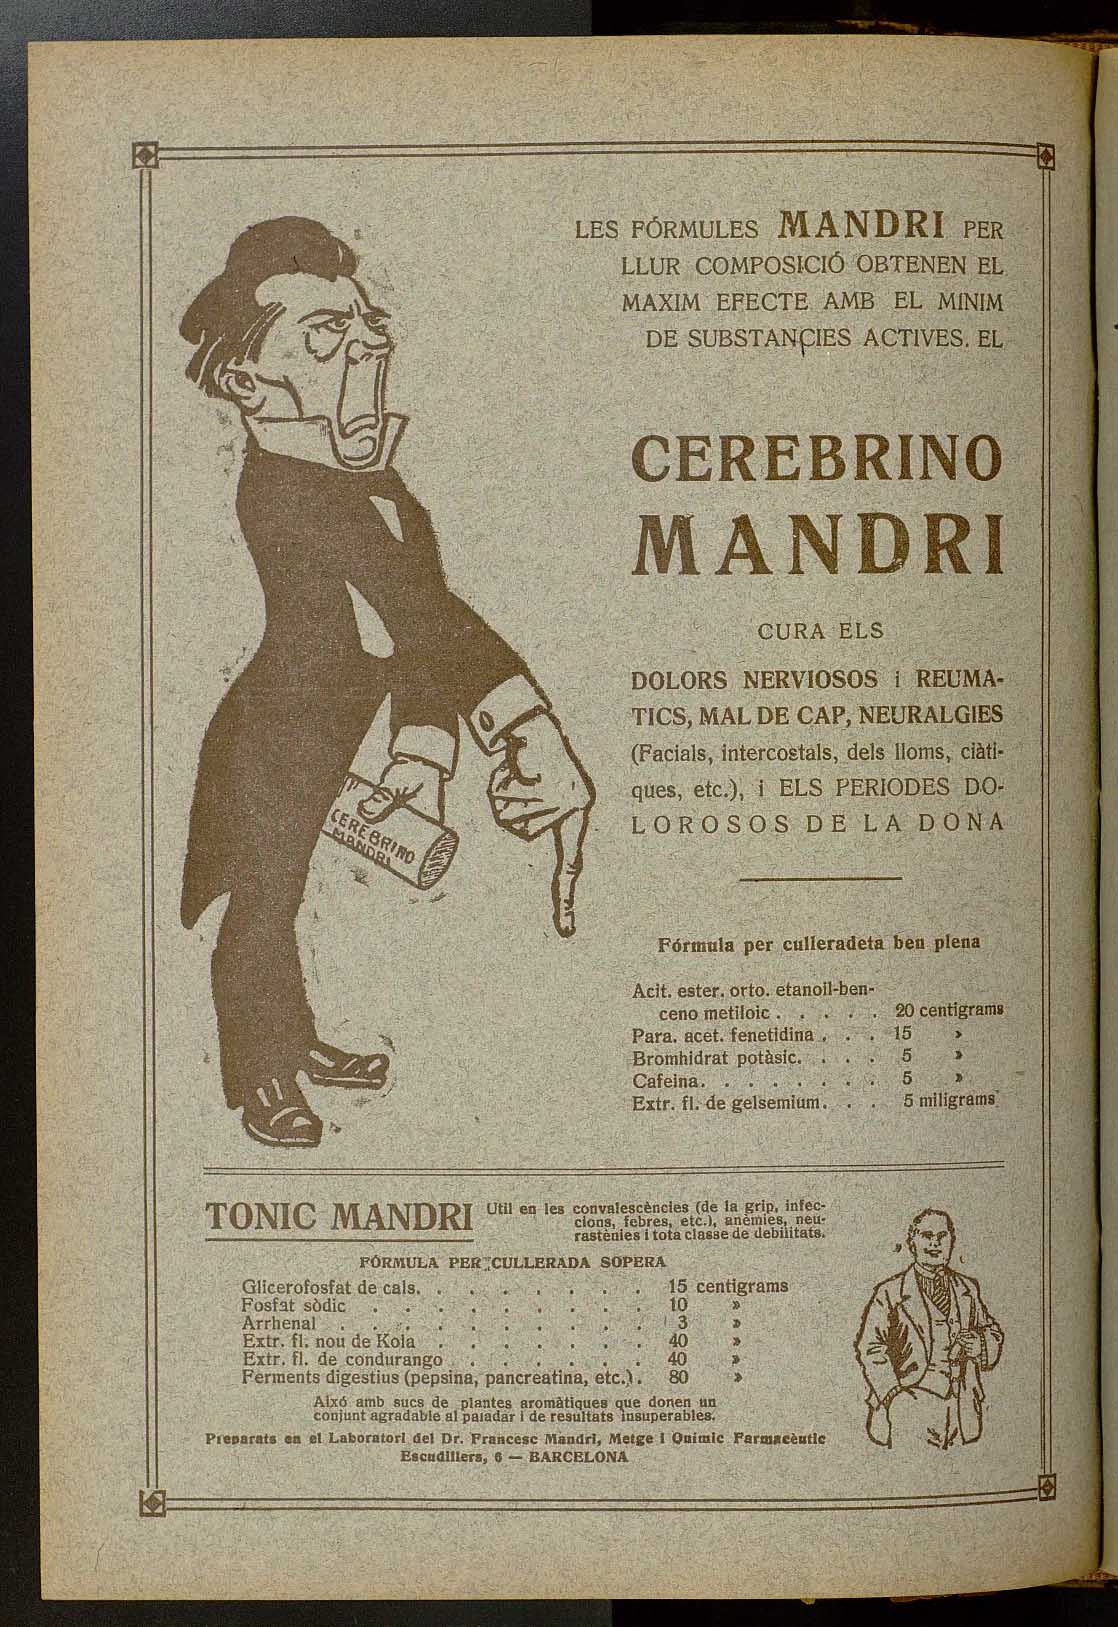 LES FÓRMULES MANDRI PER
LLUR COMPOSICIÓ OBTENEN EL
MAXIM EFECTE AMB EL MINIM
DE SUBSTANCIES ACTIVES. EL
CEREBRINO
MANDRI
CURA ELS
DOLORS NERVIOSOS i REUMA-
TICS, MAL DE CAP, NEURALGIES
(Facials, intercostals, dels lloms, ciàti-
ques, etc.), i ELS PERIODES DO-
LOROSOS DE LA DONA
CEREBRINO
MANDRI
Fórmula per culleradeta ben plena
Acit. ester. orto. etanoil-ben-
ceno metiloic . . . . . 20 centigrams
Para. acet. fenetidina . . . 15 »
Bromhidrat potàsic. . . . 5 »
Cafeina. . . . . . . . 5 »
Extr. fl. de gelsemium. . . 5 miligrams
TONIC MANDRI Util en les convalescències (de la grip, infec-
cions, febres, etc.), anèmies, neu-
rastènies i tota classe de debilitats.
FÓRMULA PER CULLERADA SOPERA
Glicerofosfat de cals. . . . . . . . 15 centigrams
Fosfat sòdic . . . . . . . . . 10 »
Arrhenal . . . . . . . . . . 3 »
Extr. fl. nou de Kola . . . . . . . 40 »
Extr. fl. de condurango . . . . . . 40 »
Ferments digestius (pepsina, pancreatina, etc.). 80 »
Aixó amb sucs de plantes aromàtiques que donen un
conjunt agradable al paladar i de resultats insuperables.
Preparats en el Laboratori del Dr. Francesc Mandri, Metge i Quimic Farmacèutic
Escudillers, 6 — BARCELONA